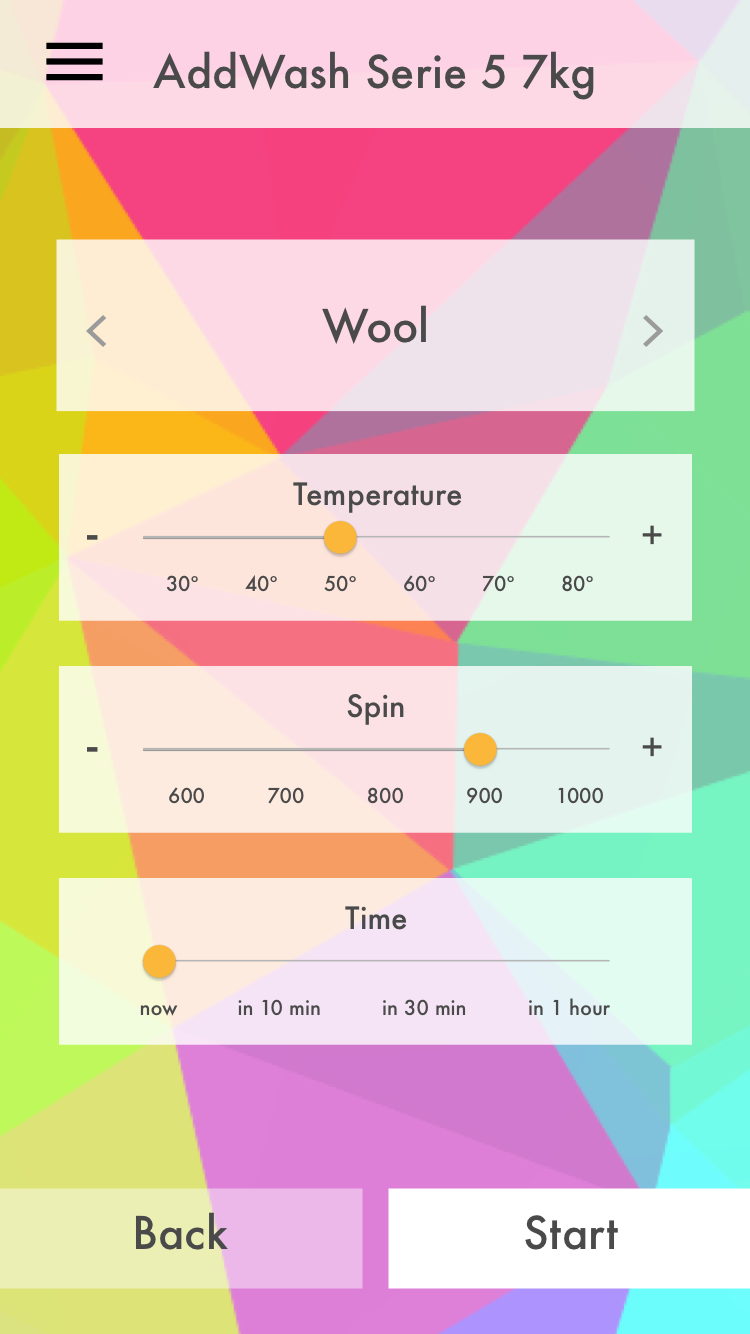 AddWash Serie 5 7kg
< Wool >
Temperature
- +
30° 40° 50° 60° 70° 80°
Spin
- +
600 700 800 900 1000
Time
now in 10 min in 30 min in 1 hour
Back Start